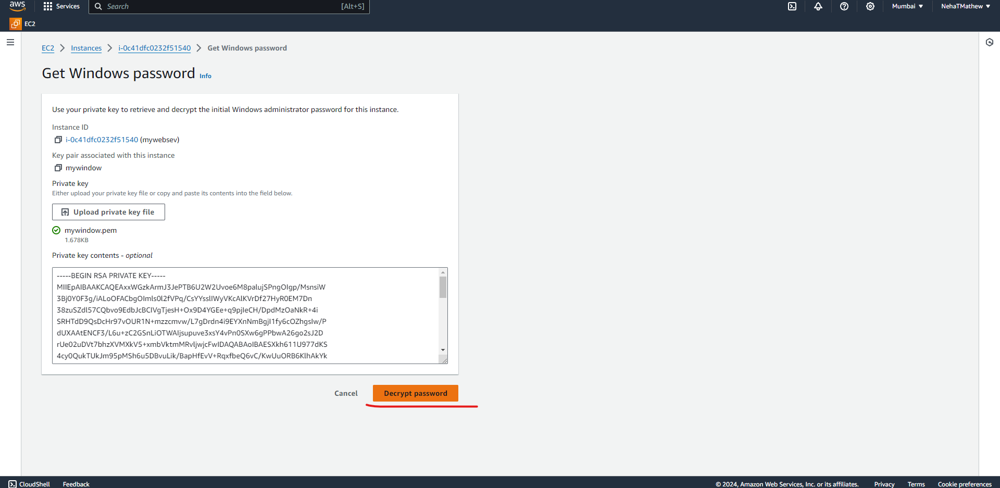 aws
Services
Search
[Alt+S]
Mumbai
NehaTMathew
EC2
EC2 > Instances > i-0c41dfc0232f51540 > Get Windows password
Get Windows password Info
Use your private key to retrieve and decrypt the initial Windows administrator password for this instance.
Instance ID
i-0c41dfc0232f51540 (mywebsev)
Key pair associated with this instance
mywindow
Private key
Either upload your private key file or copy and paste its contents into the field below.
Upload private key file
mywindow.pem
1.678KB
Private key contents - optional
-----BEGIN RSA PRIVATE KEY-----
MIIEpAIBAAKCAQEAxxWGzkArmJ3JePTB6U2W2Uvoe6M8palujSPngOIgp/MsnsiW
3Bj0Y0F3g/iALoOFACbgOImls0l2fVPq/CsYYsslIWyVKcAlKVrDf27HyR0EM7Dn
38zuSZdl57CQbvo9EdbJcBCIVgTjesH+Ox9D4YGEe+q9pjIeCH/DpdMzOaNkR+4i
SRHTdD9QsDcHr97vOUR1N+mzzcmvw/L7gDrdn4i9EYXnNmBgjI1fy6cOZhgsIw/P
dUXAAtENCF3/L6u+zC2GSnLiOTWAIjsupuve3xsY4vPn0SXw6gPPbwA26go2sJ2D
rUe02uDVt7bhzXVMXkV5+xmbVktmMRvljwjcFwIDAQABAoIBAESXkh611U977dKS
4cy0QukTUkJm95pMSh6u5DBvuLik/BapHfEvV+RqxfbeQ6vC/KwUuORB6KlhAkYk
Cancel
Decrypt password
CloudShell
Feedback
© 2024, Amazon Web Services, Inc. or its affiliates.
Privacy
Terms
Cookie preferences